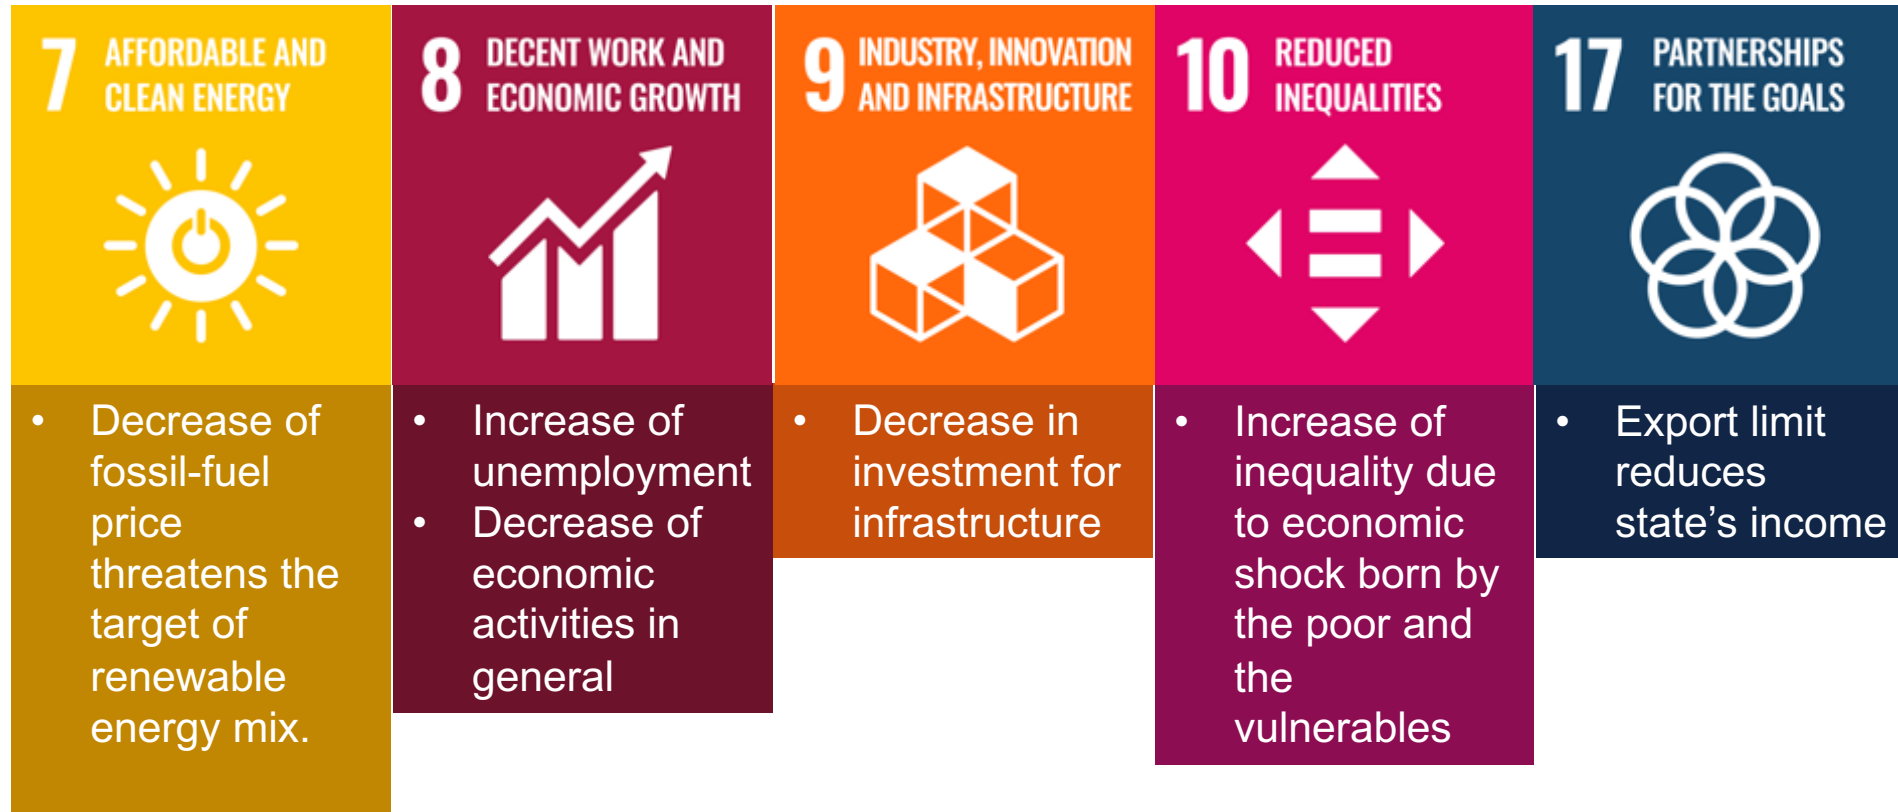 7 AFFORDABLE AND
CLEAN ENERGY
• Decrease of
fossil-fuel
price
threatens the
target of
renewable
energy mix.
8 DECENT WORK AND
ECONOMIC GROWTH
• Increase of
unemployment
• Decrease of
economic
activities in
general
9 INDUSTRY, INNOVATION
AND INFRASTRUCTURE
• Decrease in
investment for
infrastructure
10 REDUCED
INEQUALITIES
• Increase of
inequality due
to economic
shock born by
the poor and
the
vulnerables
17 PARTNERSHIPS
FOR THE GOALS
• Export limit
reduces
state’s income